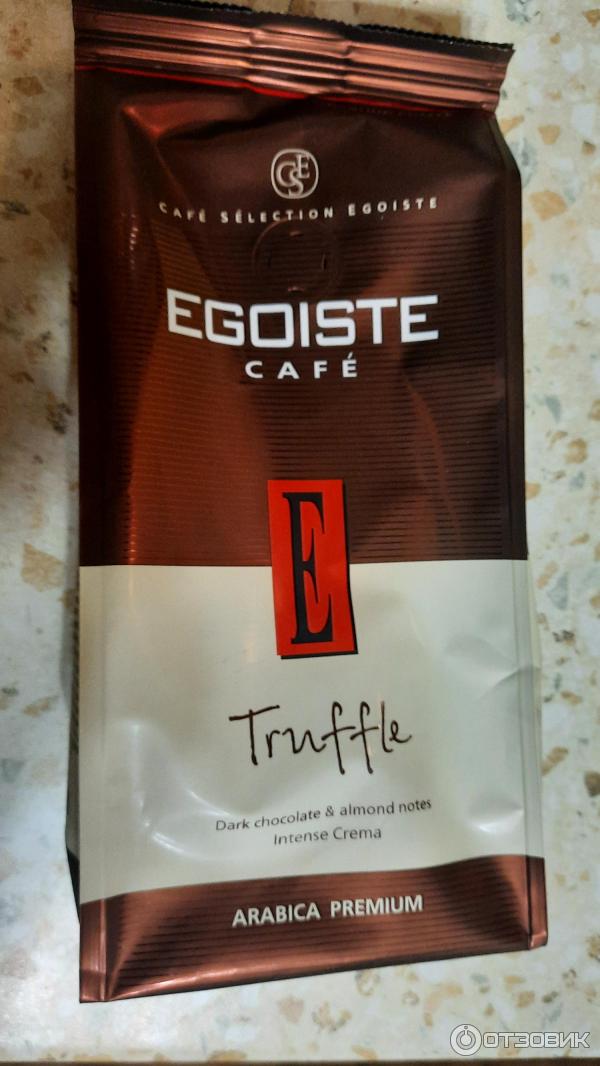 CSE
CAFÉ SÉLECTION EGOISTE
EGOISTE
CAFÉ
E
Truffle
Dark chocolate & almond notes
Intense Crema
ARABICA PREMIUM
ОТЗОВИК